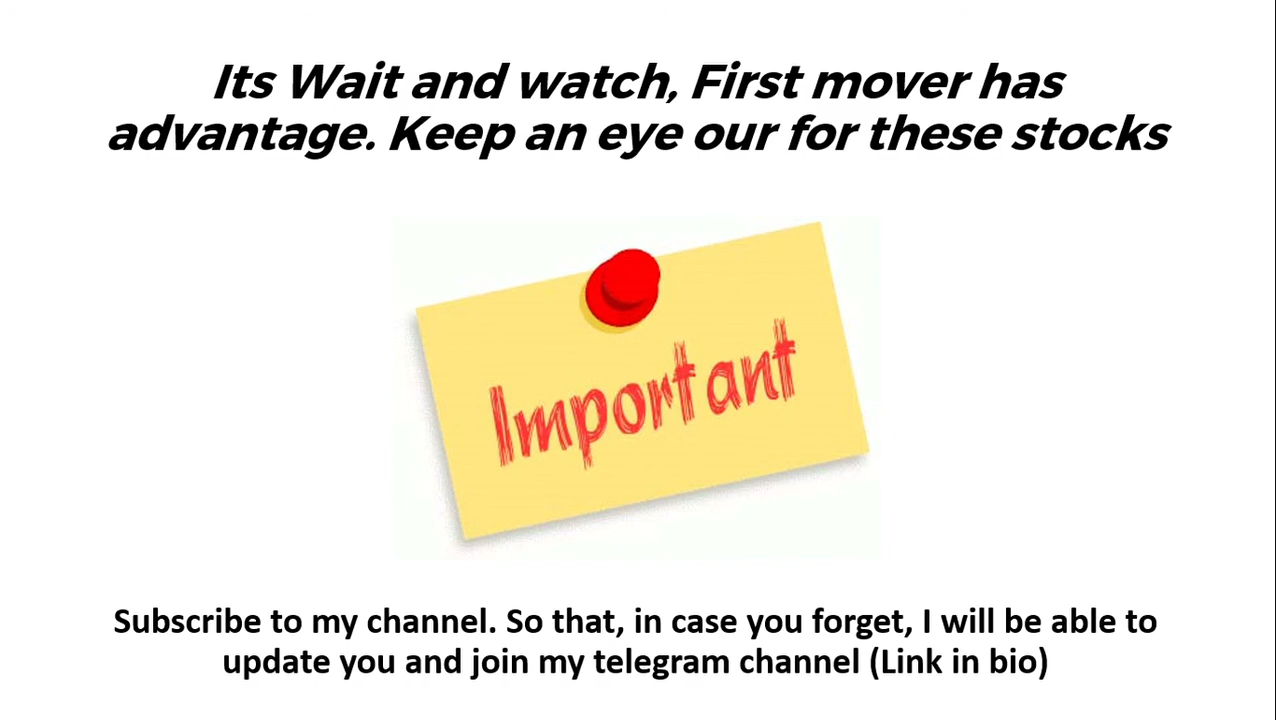 Its Wait and watch, First mover has
advantage. Keep an eye our for these stocks
Important
Subscribe to my channel. So that, in case you forget, I will be able to
update you and join my telegram channel (Link in bio)